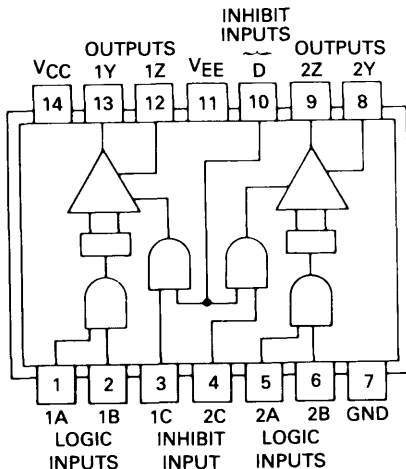 INHIBIT
INPUTS
OUTPUTS OUTPUTS
VCC 1Y 1Z VEE D 2Z 2Y
14 13 12 11 10 9 8
1 2 3 4 5 6 7
1A 1B 1C 2C 2A 2B GND
LOGIC INHIBIT LOGIC
INPUTS INPUT INPUTS